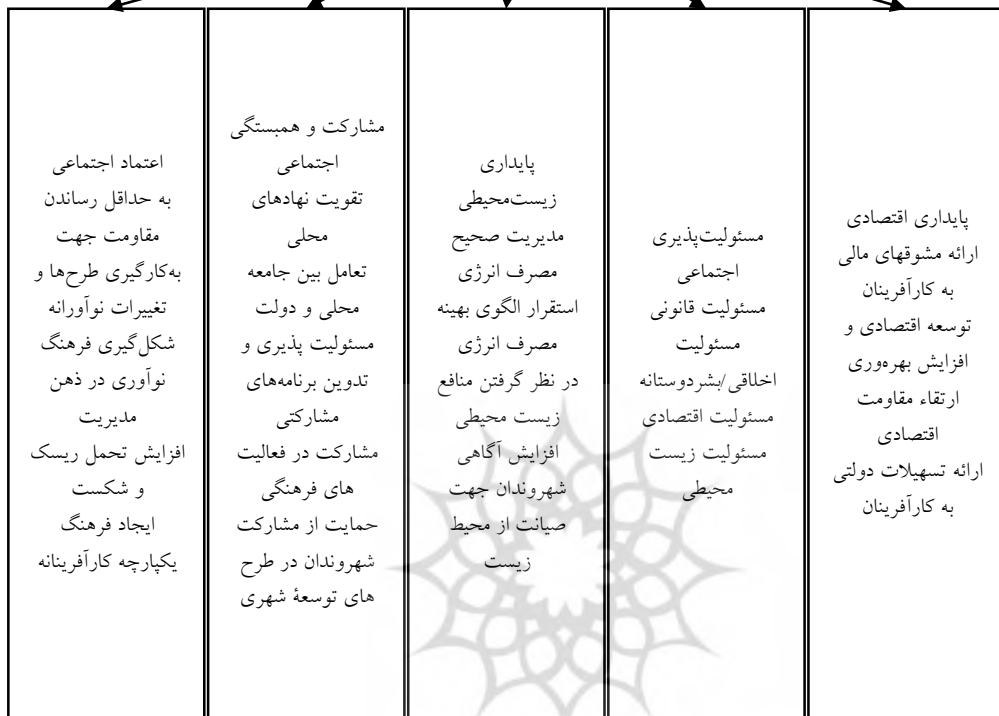 پایداری اقتصادی
ارائه مشوقهای مالی
به کارآفرینان
توسعه اقتصادی و
افزایش بهره‌وری
ارتقاء مقاومت
اقتصادی
ارائه تسهیلات دولتی
به کارآفرینان
مسئولیت‌پذیری
اجتماعی
مسئولیت قانونی
مسئولیت
اخلاقی/بشردوستانه
مسئولیت اقتصادی
مسئولیت زیست
محیطی
پایداری
زیست‌محیطی
مدیریت صحیح
مصرف انرژی
استقرار الگوی بهینه
مصرف انرژی
در نظر گرفتن منافع
زیست محیطی
افزایش آگاهی
شهروندان جهت
صیانت از محیط
زیست
مشارکت و همبستگی
اجتماعی
تقویت نهادهای
محلی
تعامل بین جامعه
محلی و دولت
مسئولیت پذیری و
تدوین برنامه‌های
مشارکتی
مشارکت در فعالیت
های فرهنگی
حمایت از مشارکت
شهروندان در طرح
های توسعهٔ شهری
اعتماد اجتماعی
به حداقل رساندن
مقاومت جهت
به‌کارگیری طرح‌ها و
تغییرات نوآورانه
شکل‌گیری فرهنگ
نوآوری در ذهن
مدیریت
افزایش تحمل ریسک
و شکست
ایجاد فرهنگ
یکپارچه کارآفرینانه